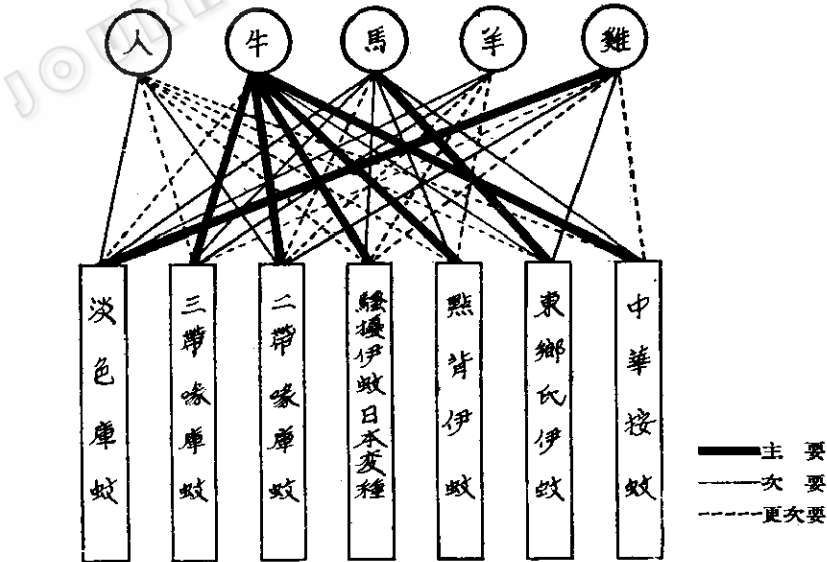 人
牛
馬
羊
雞
淡色庫蚊
三帶喙庫蚊
二帶喙庫蚊
騷擾伊蚊日本変種
點背伊蚊
東鄉氏伊蚊
中華按蚊
主 要
次 要
更次要